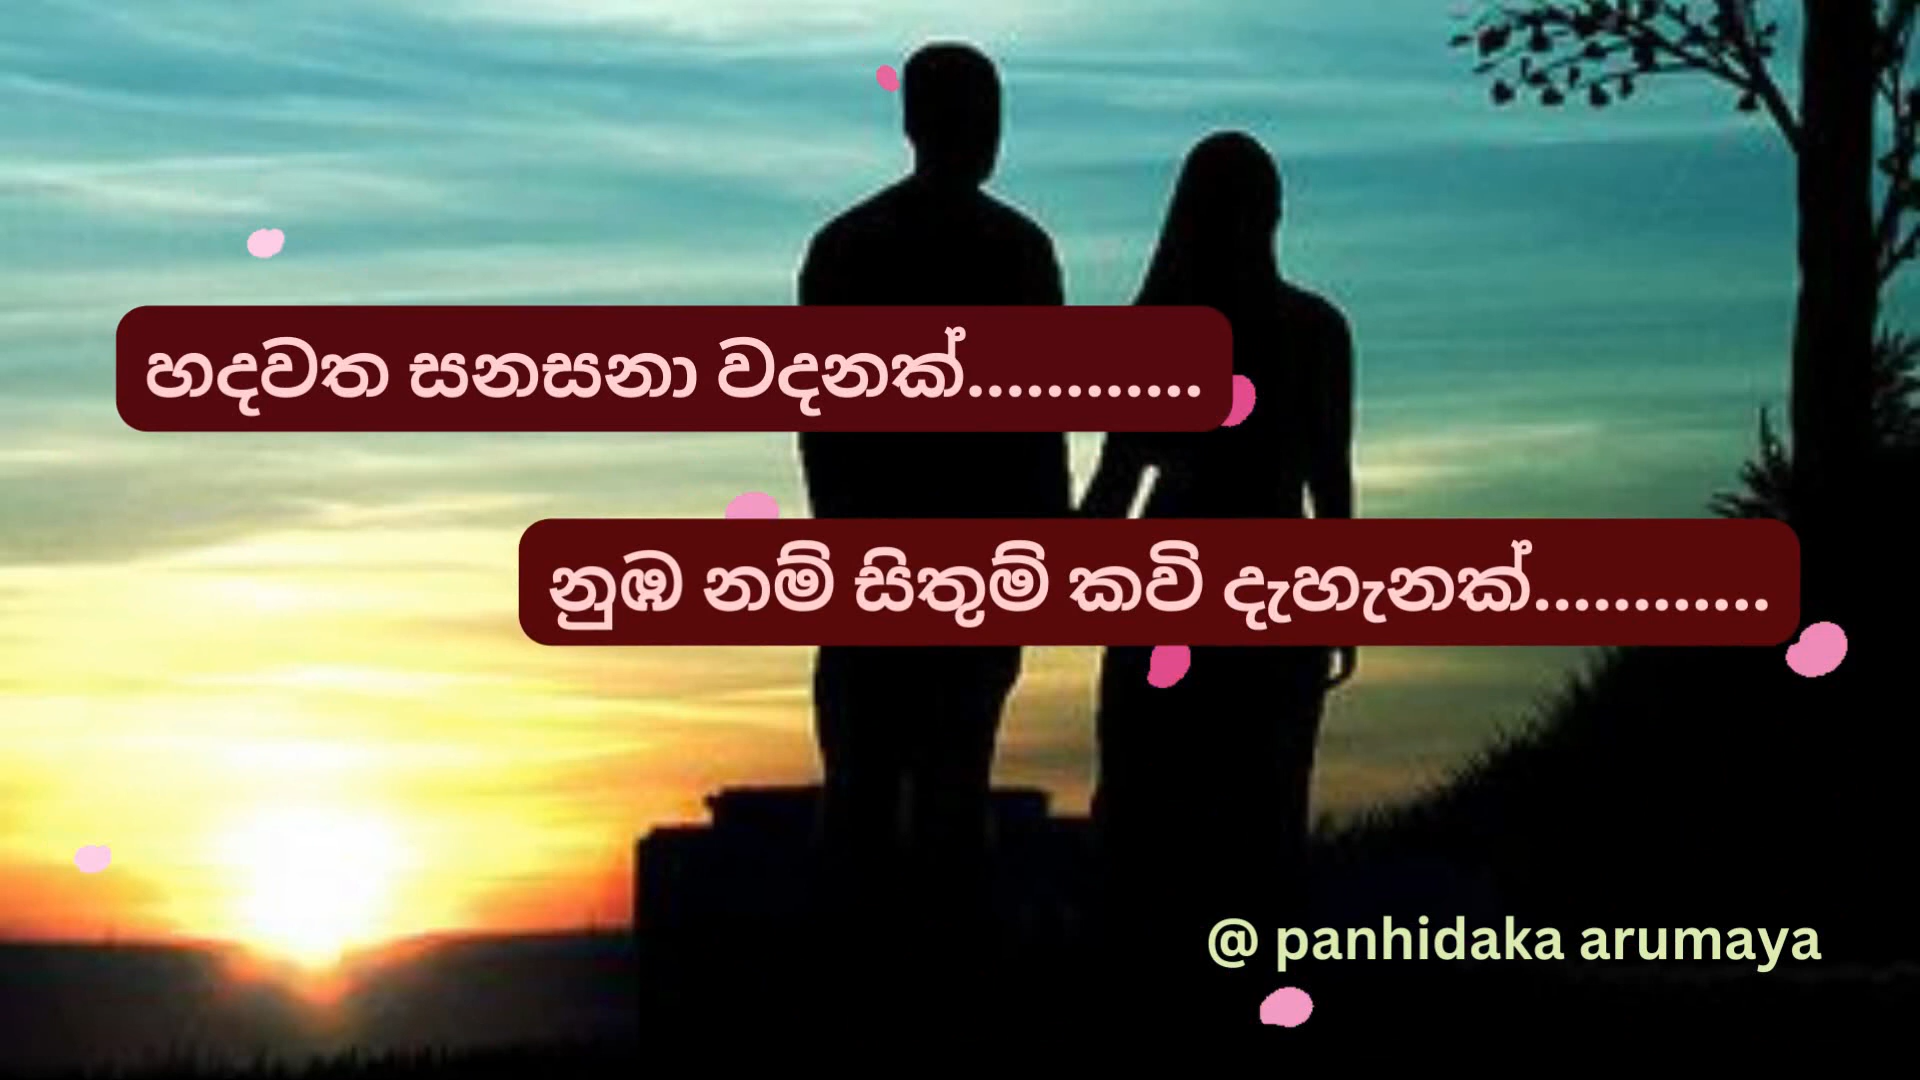 හදවත සනසනා වදනක්............
නුඹ නම් සිතුම් කවි දැහැනක්............
@ panhidaka arumaya